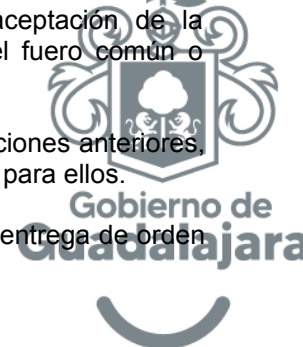 aceptación de la
el fuero común o
ciones anteriores,
para ellos.
Gobierno de
entrega de orden
Guadalajara